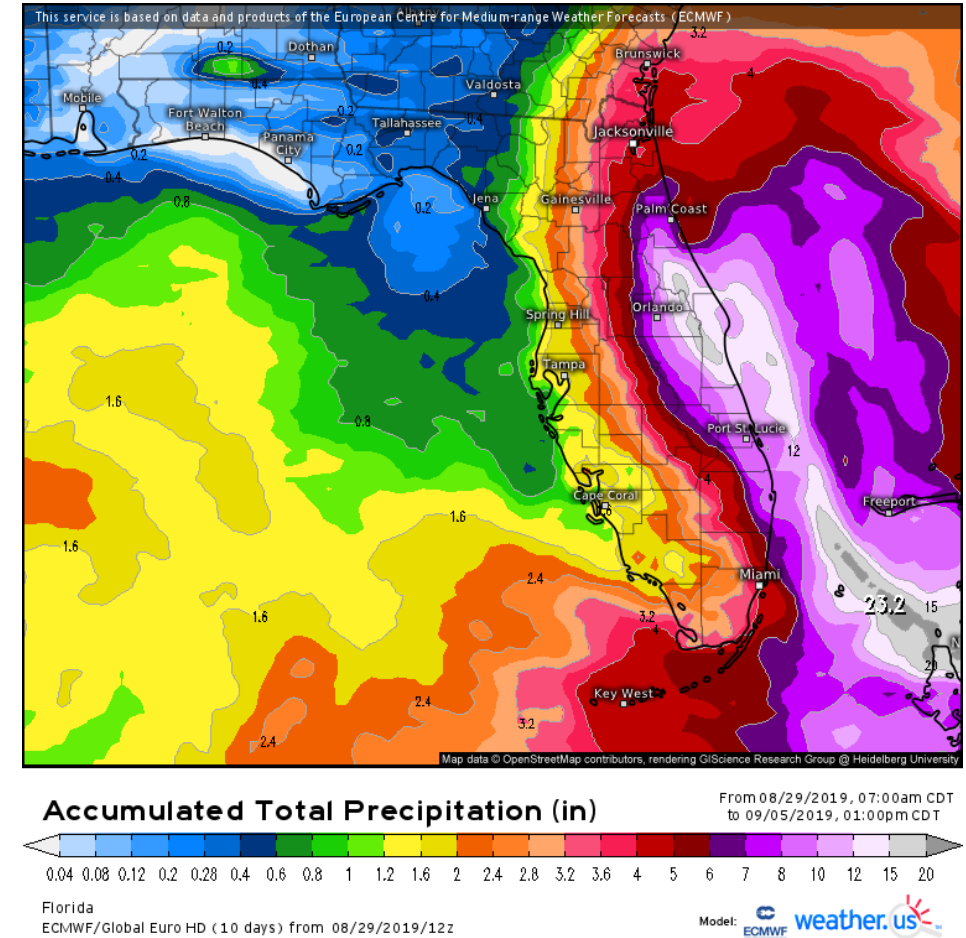 This service is based on data and products of the European Centre for Medium-range Weather Forecasts (ECMWF)
Albany
3.2
0.2
Dothan
Brunswick
4
0.4
Valdosta
Mobile
0.2
Fort Walton
Beach
Tallahassee
0.4
Jacksonville
Panama
City
0.2
0.2
0.4
0.8
0.2
Jena
Gainesville
Palm Coast
0.4
Spring Hill
Orlando
Tampa
1.6
0.8
Port St. Lucie
12
4
Cape Coral
Freeport
1.6
1.6
Miami
2.4
23.2
15
1.6
3.2
4
20
N
Key West
2.4
3.2
2.4
Map data © OpenStreetMap contributors, rendering GIScience Research Group @ Heidelberg University
Accumulated Total Precipitation (in)
From 08/29/2019, 07:00am CDT
to 09/05/2019, 01:00pm CDT
0.04 0.08 0.12 0.2 0.28 0.4 0.6 0.8 1 1.2 1.6 2 2.4 2.8 3.2 3.6 4 5 6 7 8 10 12 15 20
Florida
ECMWF/Global Euro HD (10 days) from 08/29/2019/12z
Model:
ECMWF
weather.us